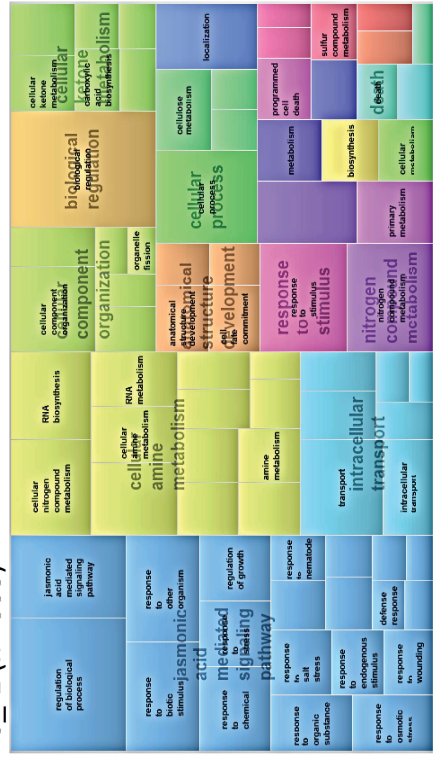 cellular
ketone
metabolism
carboxylic
acid
biosynthesis
cellular
ketone
metabolism
biological
regulation
biological
regulation
cellular
component
organization
organelle
fission
cellular
component
organization
localization
cellulose
metabolism
cellular
process
cellular
process
anatomical
structure
development
cell
fate
commitment
anatomical
structure
development
programmed
cell
death
sulfur
compound
metabolism
death
death
metabolism
biosynthesis
cellular
metabolism
primary
metabolism
response
to
stimulus
response
to
stimulus
nitrogen
compound
metabolism
nitrogen
compound
metabolism
RNA
biosynthesis
cellular
nitrogen
compound
metabolism
RNA
metabolism
cellular
amine
metabolism
cellular
amine
metabolism
amine
metabolism
transport
intracellular
transport
intracellular
transport
jasmonic
acid
mediated
signaling
pathway
regulation
of biological
process
response
to
other
organism
response
to
biotic
stimulus
regulation
of growth
response
to
stress
response
to
chemical
jasmonic
acid
mediated
signaling
pathway
response
to
nematode
response
to
salt
stress
response
to
organic
substance
defense
response
response
to
endogenous
stimulus
response
to
wounding
response
to
osmotic
stress